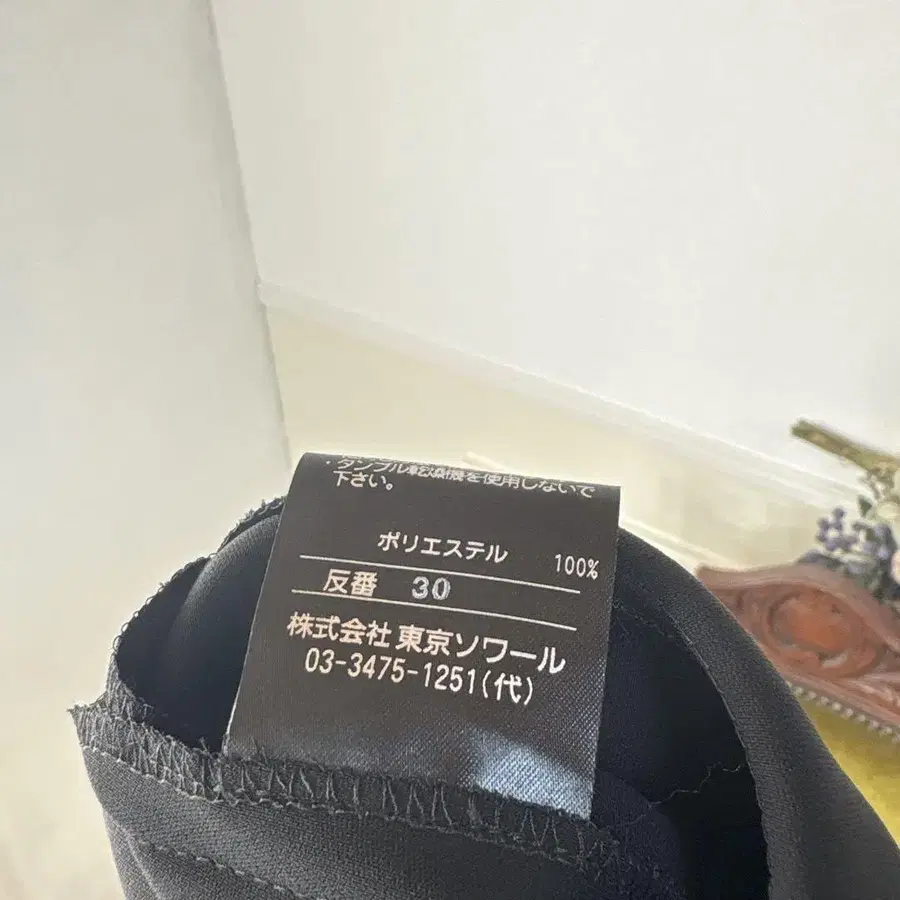 ・タンブル乾燥機を使用しないで
下さい。
ポリエステル 100%
反番 30
株式会社 東京ソワール
03-3475-1251(代)